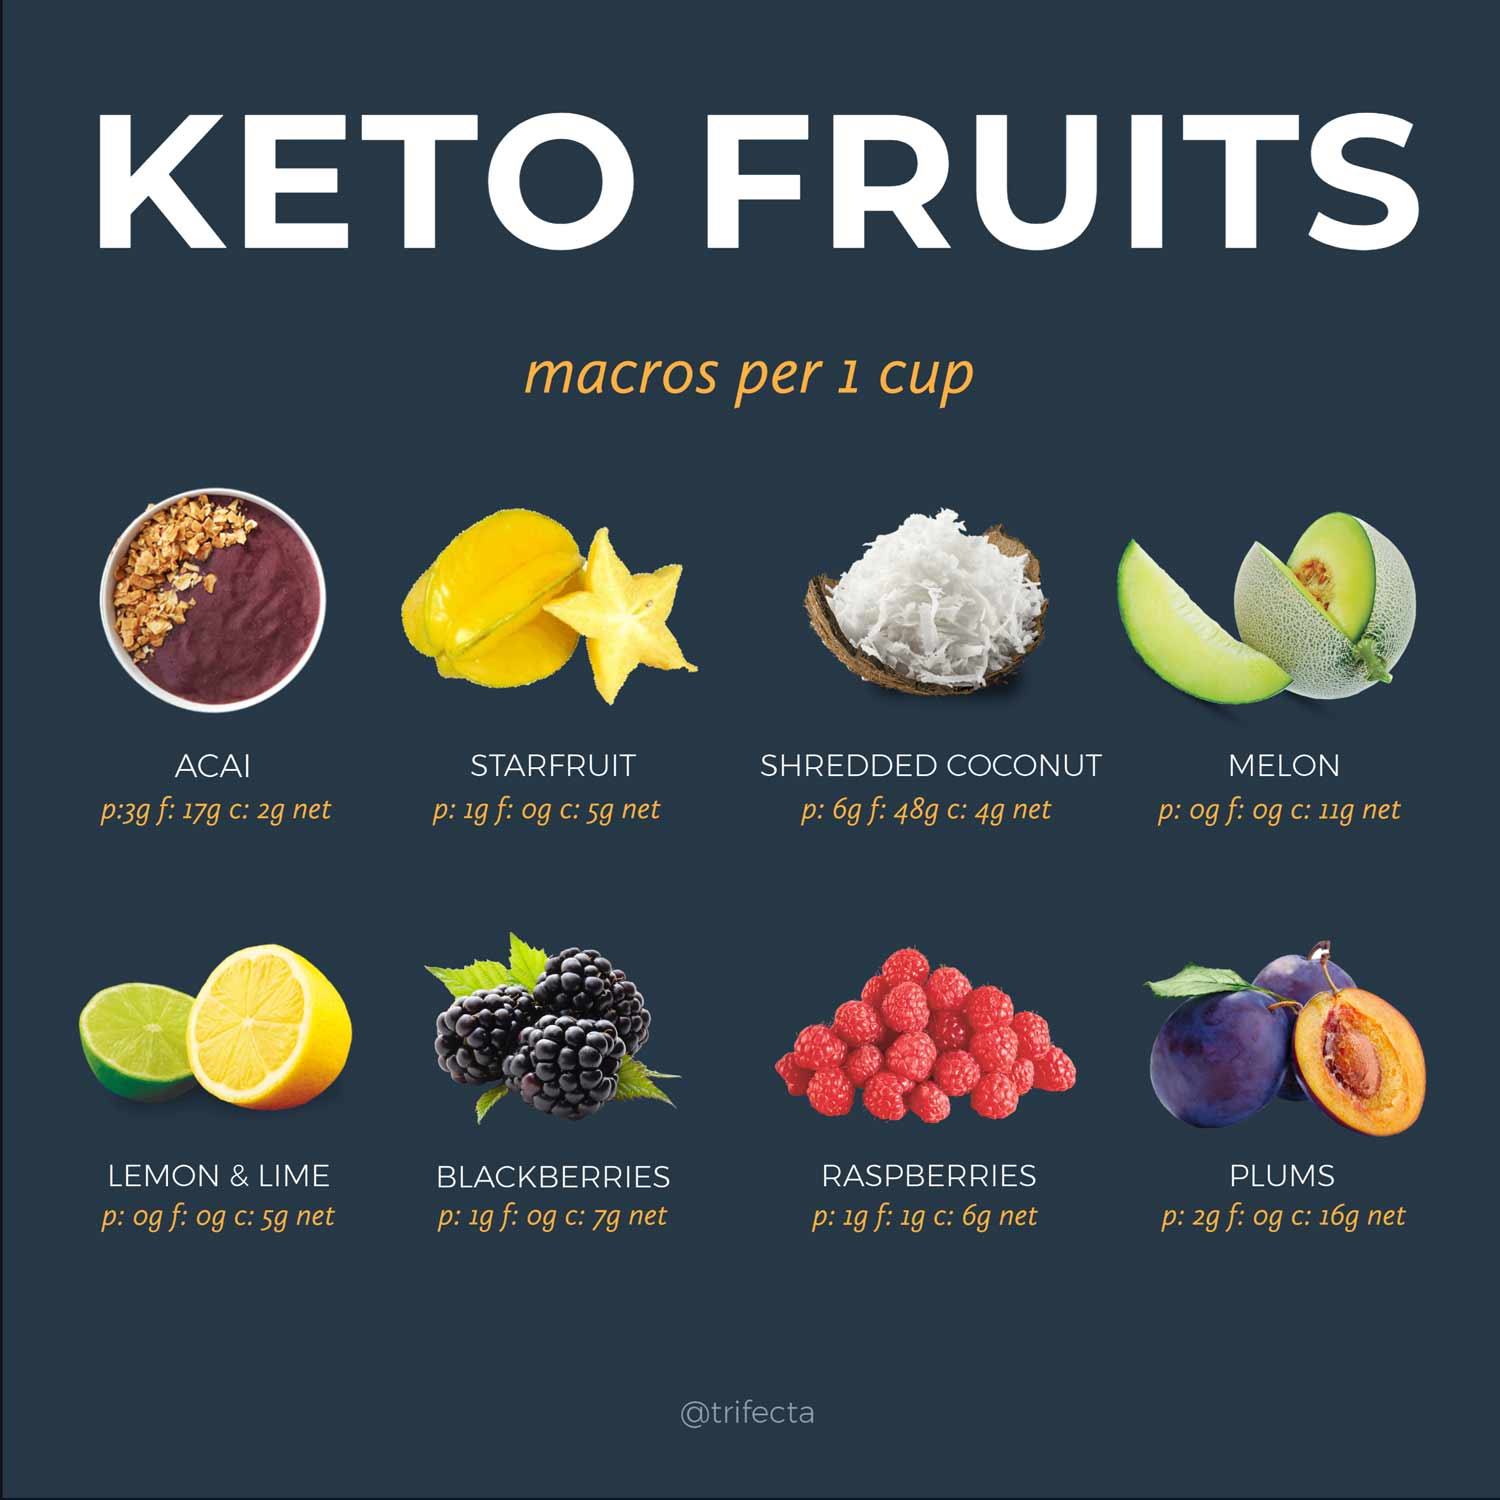 KETO FRUITS
macros per 1 cup
ACAI
p:3g f: 17g c: 2g net
STARFRUIT
p: 1g f: 0g c: 5g net
SHREDDED COCONUT
p: 6g f: 48g c: 4g net
MELON
p: 0g f: 0g c: 11g net
LEMON & LIME
p: 0g f: 0g c: 5g net
BLACKBERRIES
p: 1g f: 0g c: 7g net
RASPBERRIES
p: 1g f: 1g c: 6g net
PLUMS
p: 2g f: 0g c: 16g net
@trifecta